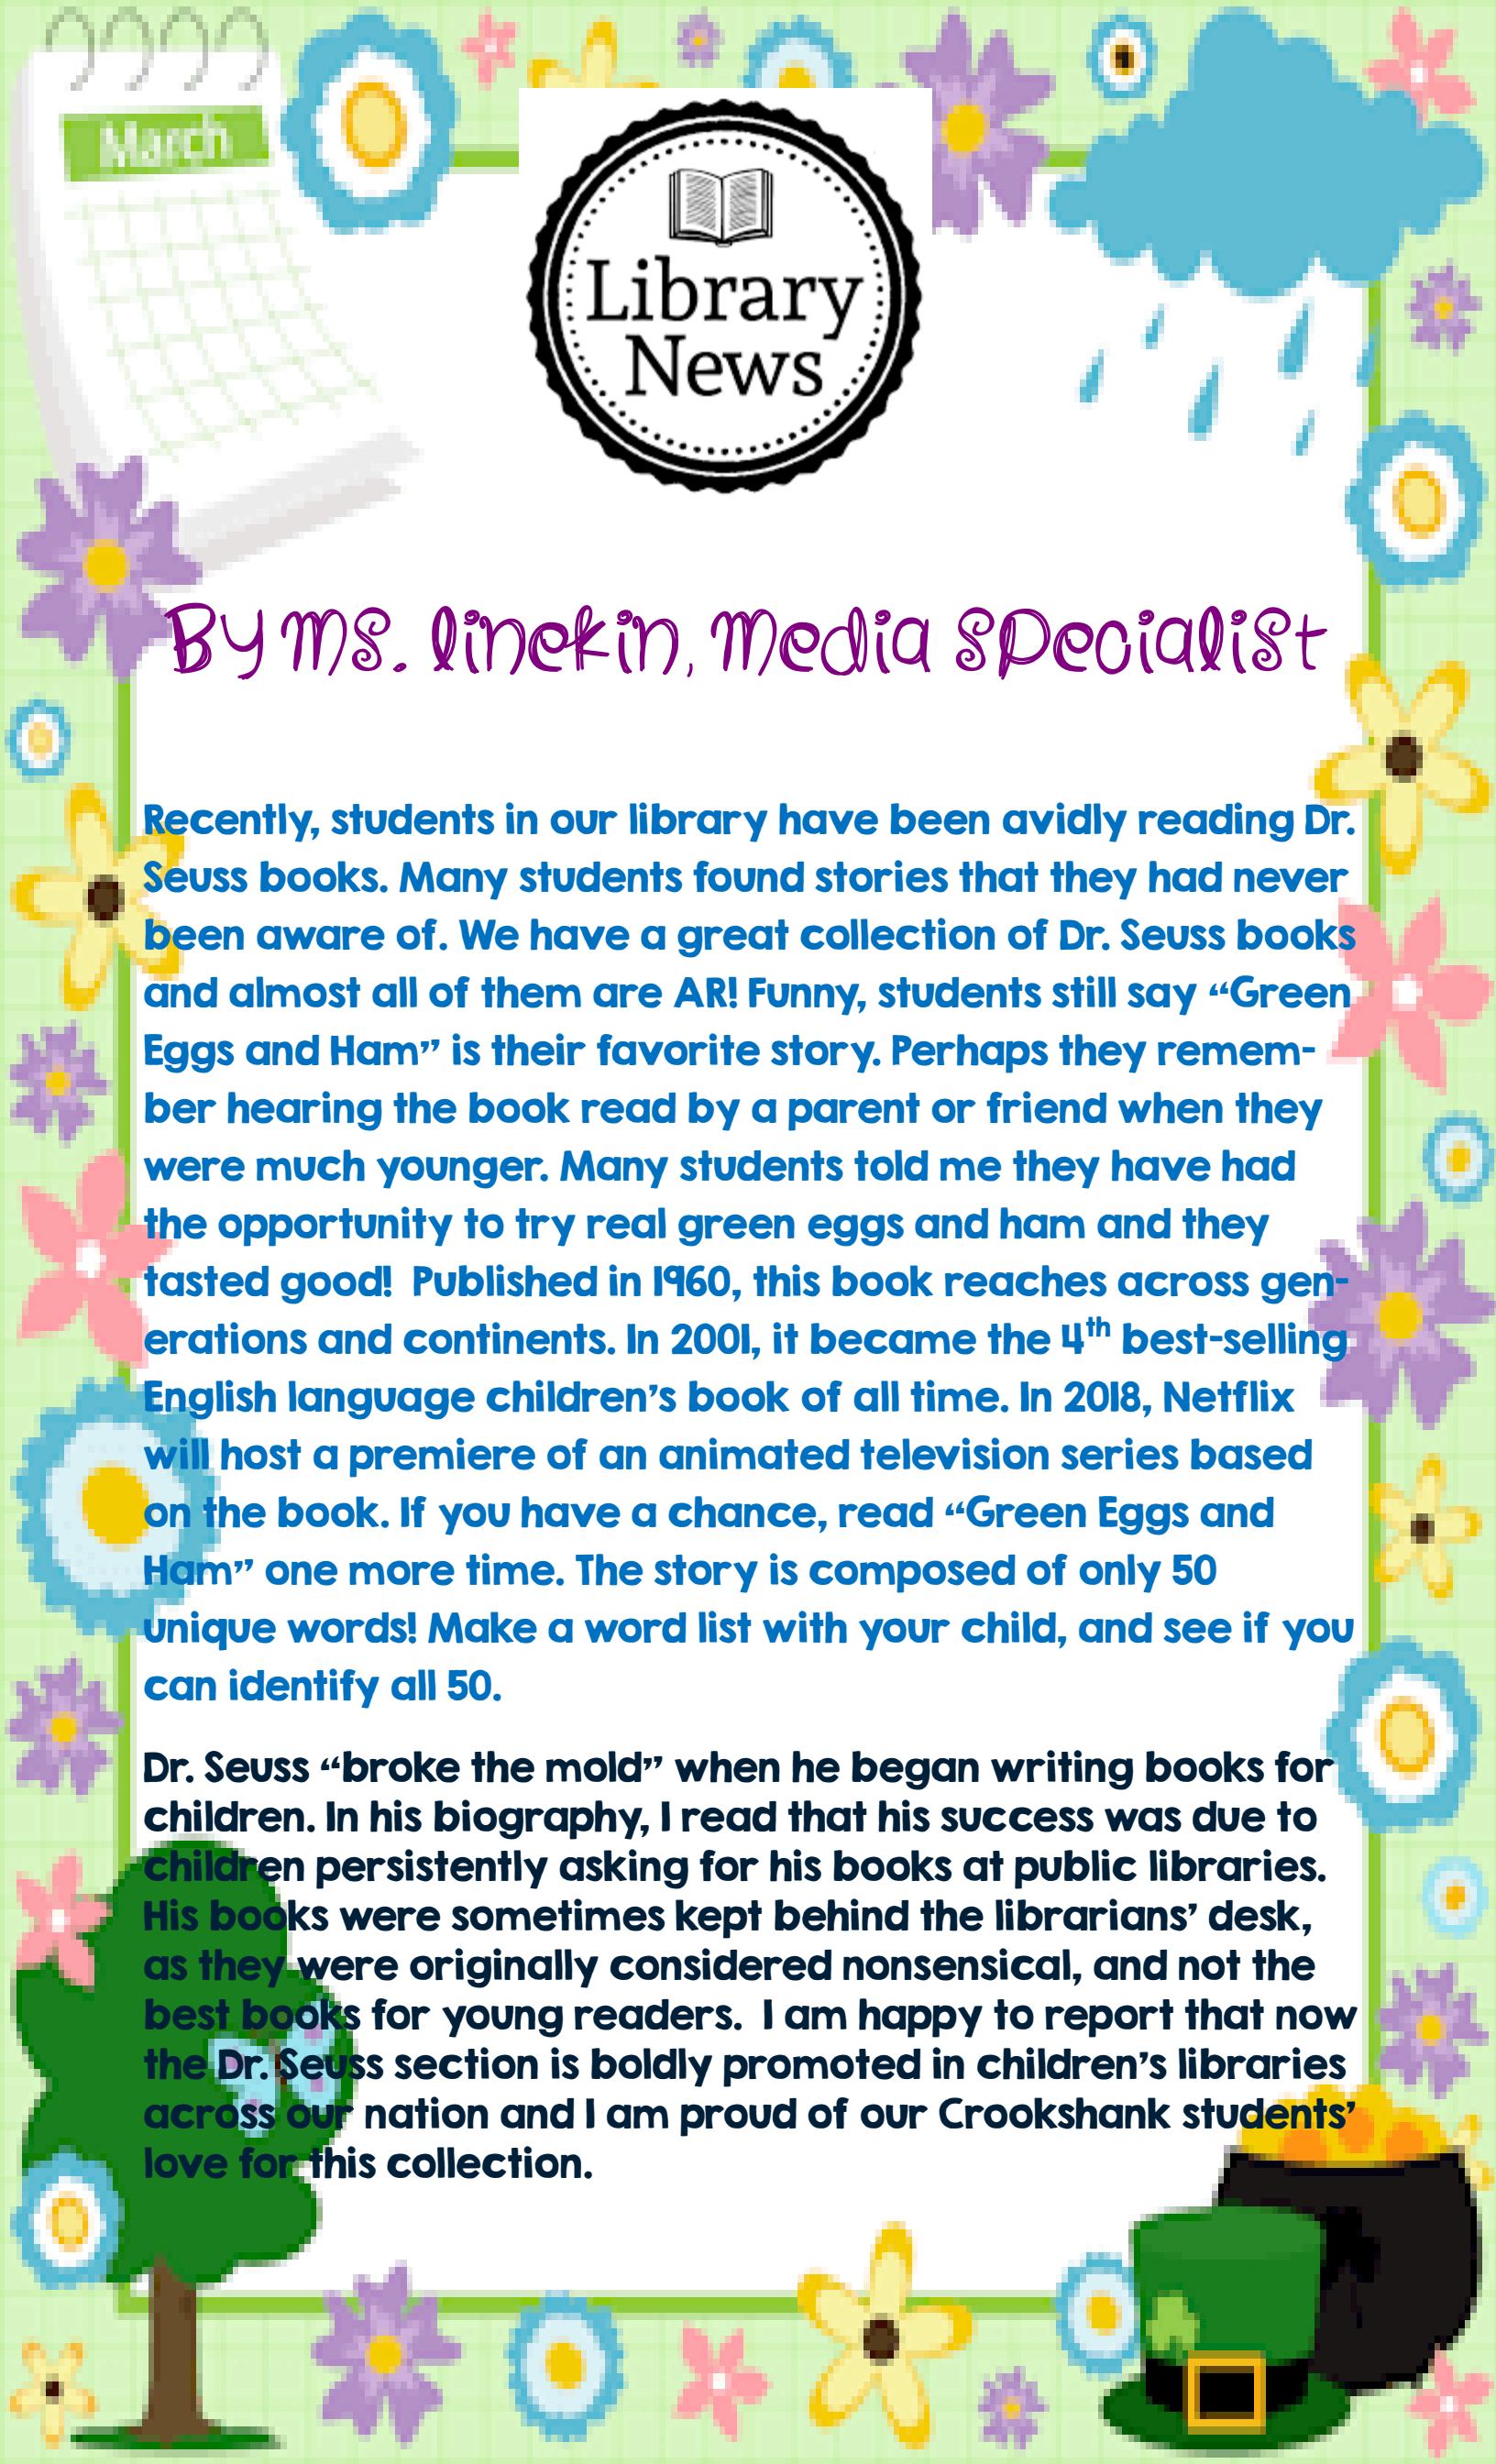 March
Library
News
By Ms. Linekin, Media Specialist
Recently, students in our library have been avidly reading Dr.
Seuss books. Many students found stories that they had never
been aware of. We have a great collection of Dr. Seuss books
and almost all of them are AR! Funny, students still say “Green
Eggs and Ham” is their favorite story. Perhaps they remem-
ber hearing the book read by a parent or friend when they
were much younger. Many students told me they have had
the opportunity to try real green eggs and ham and they
tasted good!  Published in 1960, this book reaches across gen-
erations and continents. In 2001, it became the 4th best-selling
English language children’s book of all time. In 2018, Netflix
will host a premiere of an animated television series based
on the book. If you have a chance, read “Green Eggs and
Ham” one more time. The story is composed of only 50
unique words! Make a word list with your child, and see if you
can identify all 50.
Dr. Seuss “broke the mold” when he began writing books for
children. In his biography, I read that his success was due to
children persistently asking for his books at public libraries.
His books were sometimes kept behind the librarians’ desk,
as they were originally considered nonsensical, and not the
best books for young readers.  I am happy to report that now
the Dr. Seuss section is boldly promoted in children’s libraries
across our nation and I am proud of our Crookshank students’
love for this collection.